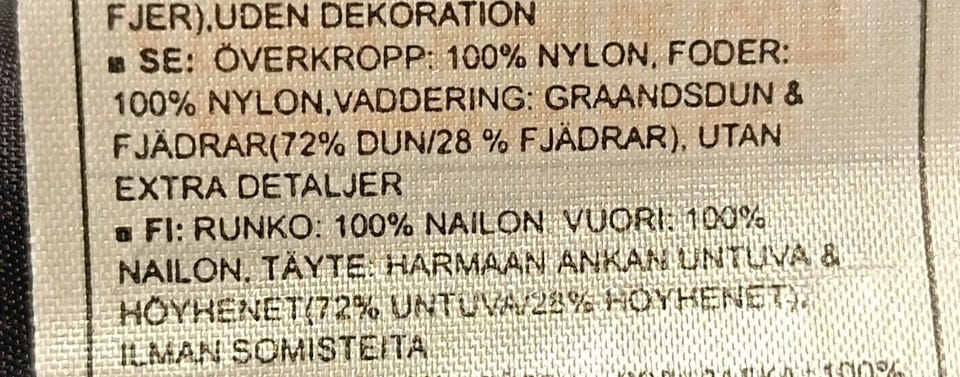 FJER),UDEN DEKORATION
▪ SE: ÖVERKROPP: 100% NYLON, FODER:
100% NYLON,VADDERING: GRAANDSDUN &
FJÄDRAR(72% DUN/28 % FJÄDRAR), UTAN
EXTRA DETALJER
▪ FI: RUNKO: 100% NAILON, VUORI: 100%
NAILON, TÄYTE: HARMAAN ANKAN UNTUVA &
HÖYHENET(72% UNTUVA/28% HÖYHENET),
ILMAN SOMISTEITA
100%